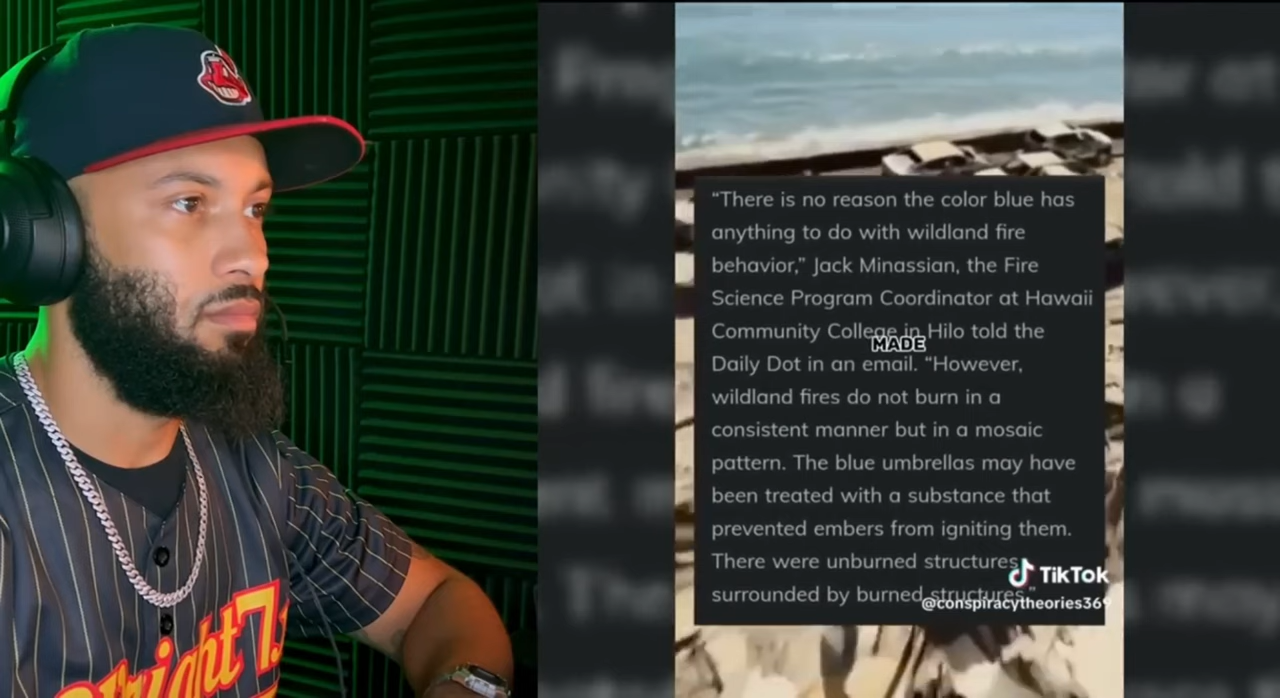 “There is no reason the color blue has
anything to do with wildland fire
behavior,” Jack Minassian, the Fire
Science Program Coordinator at Hawaii
Community College in Hilo told the
MADE
Daily Dot in an email. “However,
wildland fires do not burn in a
consistent manner but in a mosaic
pattern. The blue umbrellas may have
been treated with a substance that
prevented embers from igniting them.
There were unburned structures
surrounded by burned structures.”
TikTok
@conspiracytheories369
right 7